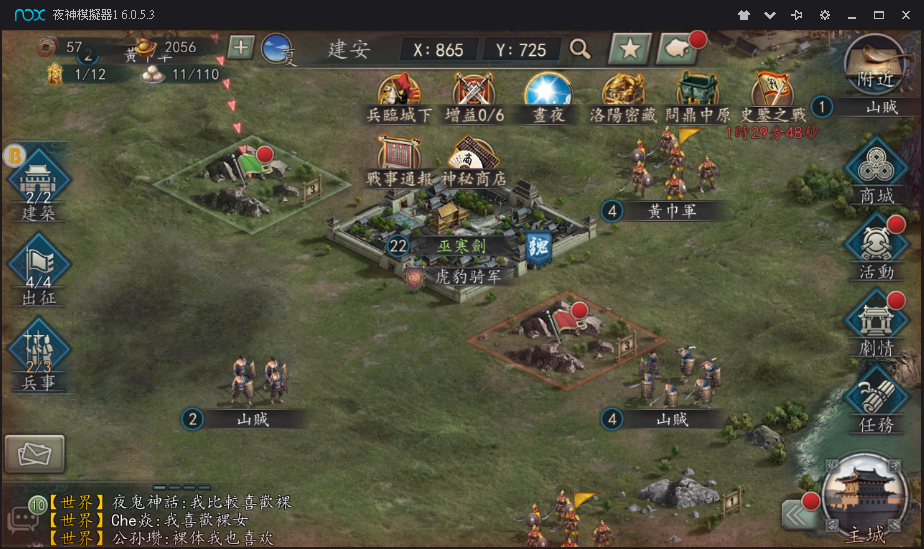 nox 夜神模擬器1 6.0.5.3
57
2056
1/12
11/110
2
夏
建安
X: 865
Y: 725
附近
1 山賊
兵臨城下
增益0/6
晝夜
洛陽密藏
問鼎中原
史鑒之戰
1時29分48秒
戰事通報
神秘商店
2/2
建築
4/4
出征
2/3
兵事
商城
活動
劇情
任務
主城
4 黃巾軍
22 巫寒劍
魏
虎豹骑军
3
3
2 山賊
4 山賊
10
【世界】 夜鬼神話:我比較喜歡裸
【世界】 Che焱:我喜歡裸女
【世界】 公孙瓒:裸体我也喜欢